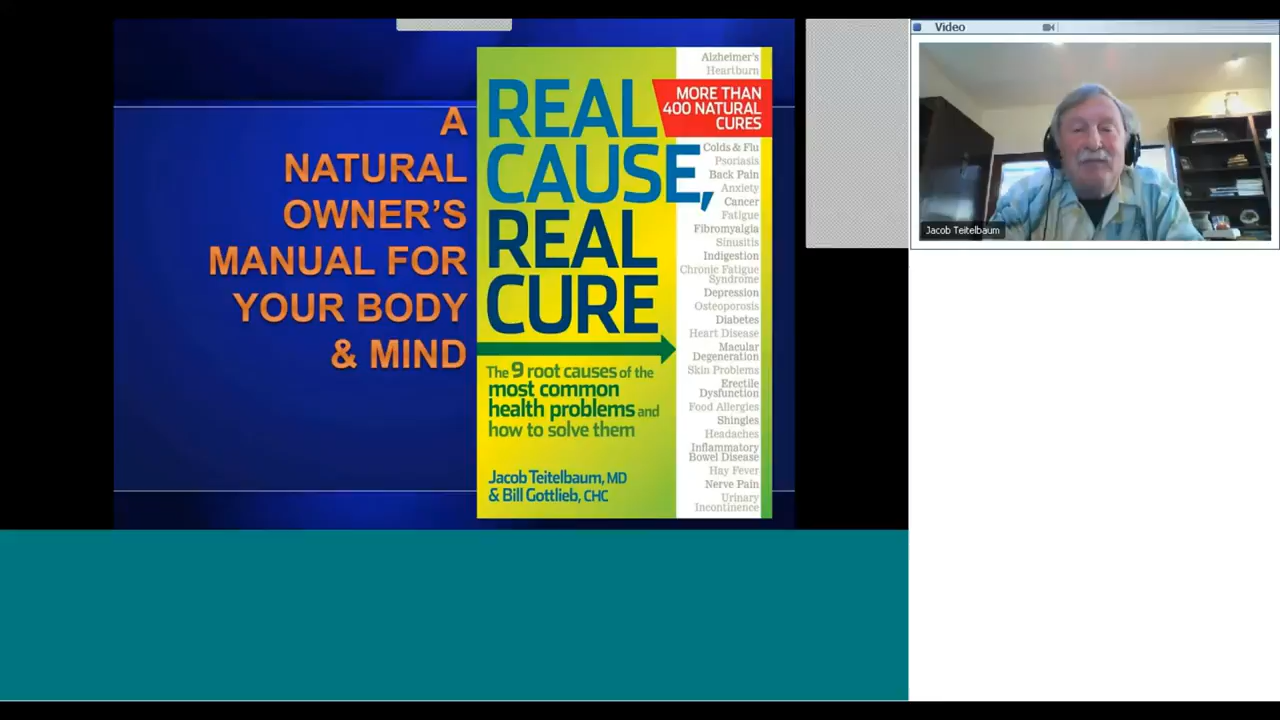 A
NATURAL
OWNER'S
MANUAL FOR
YOUR BODY
& MIND
REAL
CAUSE,
REAL
CURE
MORE THAN
400 NATURAL
CURES
The 9 root causes of the
most common
health problems and
how to solve them
Jacob Teitelbaum, MD
& Bill Gottlieb, CHC
Alzheimer's
Heartburn
Colds & Flu
Psoriasis
Back Pain
Anxiety
Cancer
Fatigue
Fibromyalgia
Sinusitis
Indigestion
Chronic Fatigue
Syndrome
Depression
Osteoporosis
Diabetes
Heart Disease
Macular
Degeneration
Skin Problems
Erectile
Dysfunction
Food Allergies
Shingles
Headaches
Inflammatory
Bowel Disease
Hay Fever
Nerve Pain
Urinary
Incontinence
Video
Jacob Teitelbaum